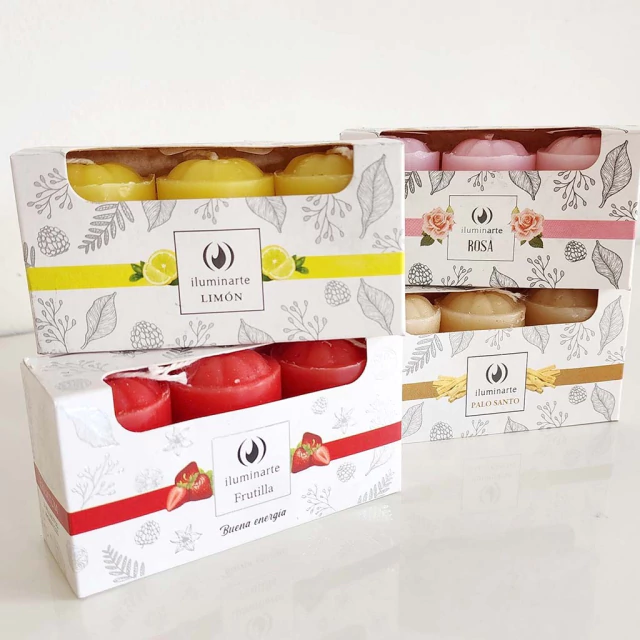 iluminarte
LIMÓN
iluminarte
ROSA
iluminarte
PALO SANTO
iluminarte
Frutilla
Buena energía